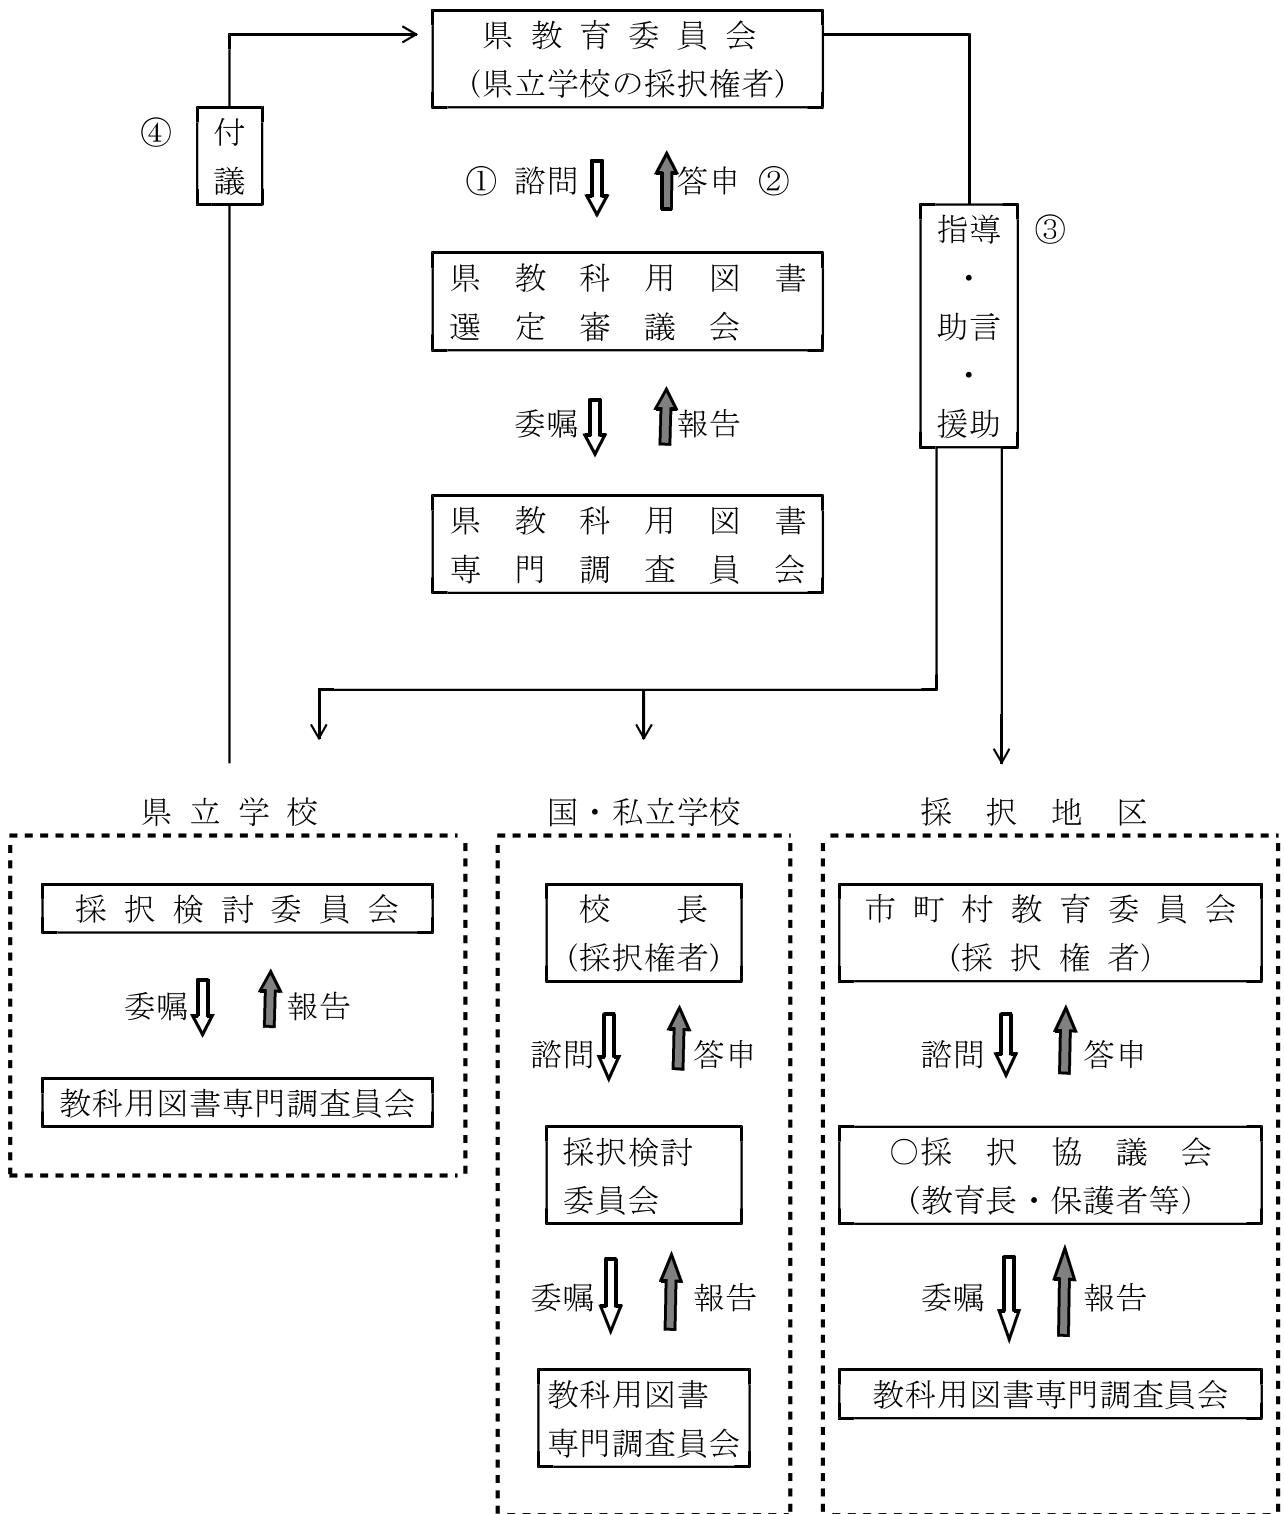 県教育委員会
（県立学校の採択権者）
④
付
議
① 諮問
答申 ②
指導
・
助言
・
援助
③
県教科用図書
選定審議会
委嘱
報告
県教科用図書
専門調査員会
県立学校
国・私立学校
採択地区
採択検討委員会
委嘱
報告
教科用図書専門調査員会
校長
（採択権者）
諮問
答申
採択検討
委員会
委嘱
報告
教科用図書
専門調査員会
市町村教育委員会
（採択権者）
諮問
答申
○採択協議会
（教育長・保護者等）
委嘱
報告
教科用図書専門調査員会